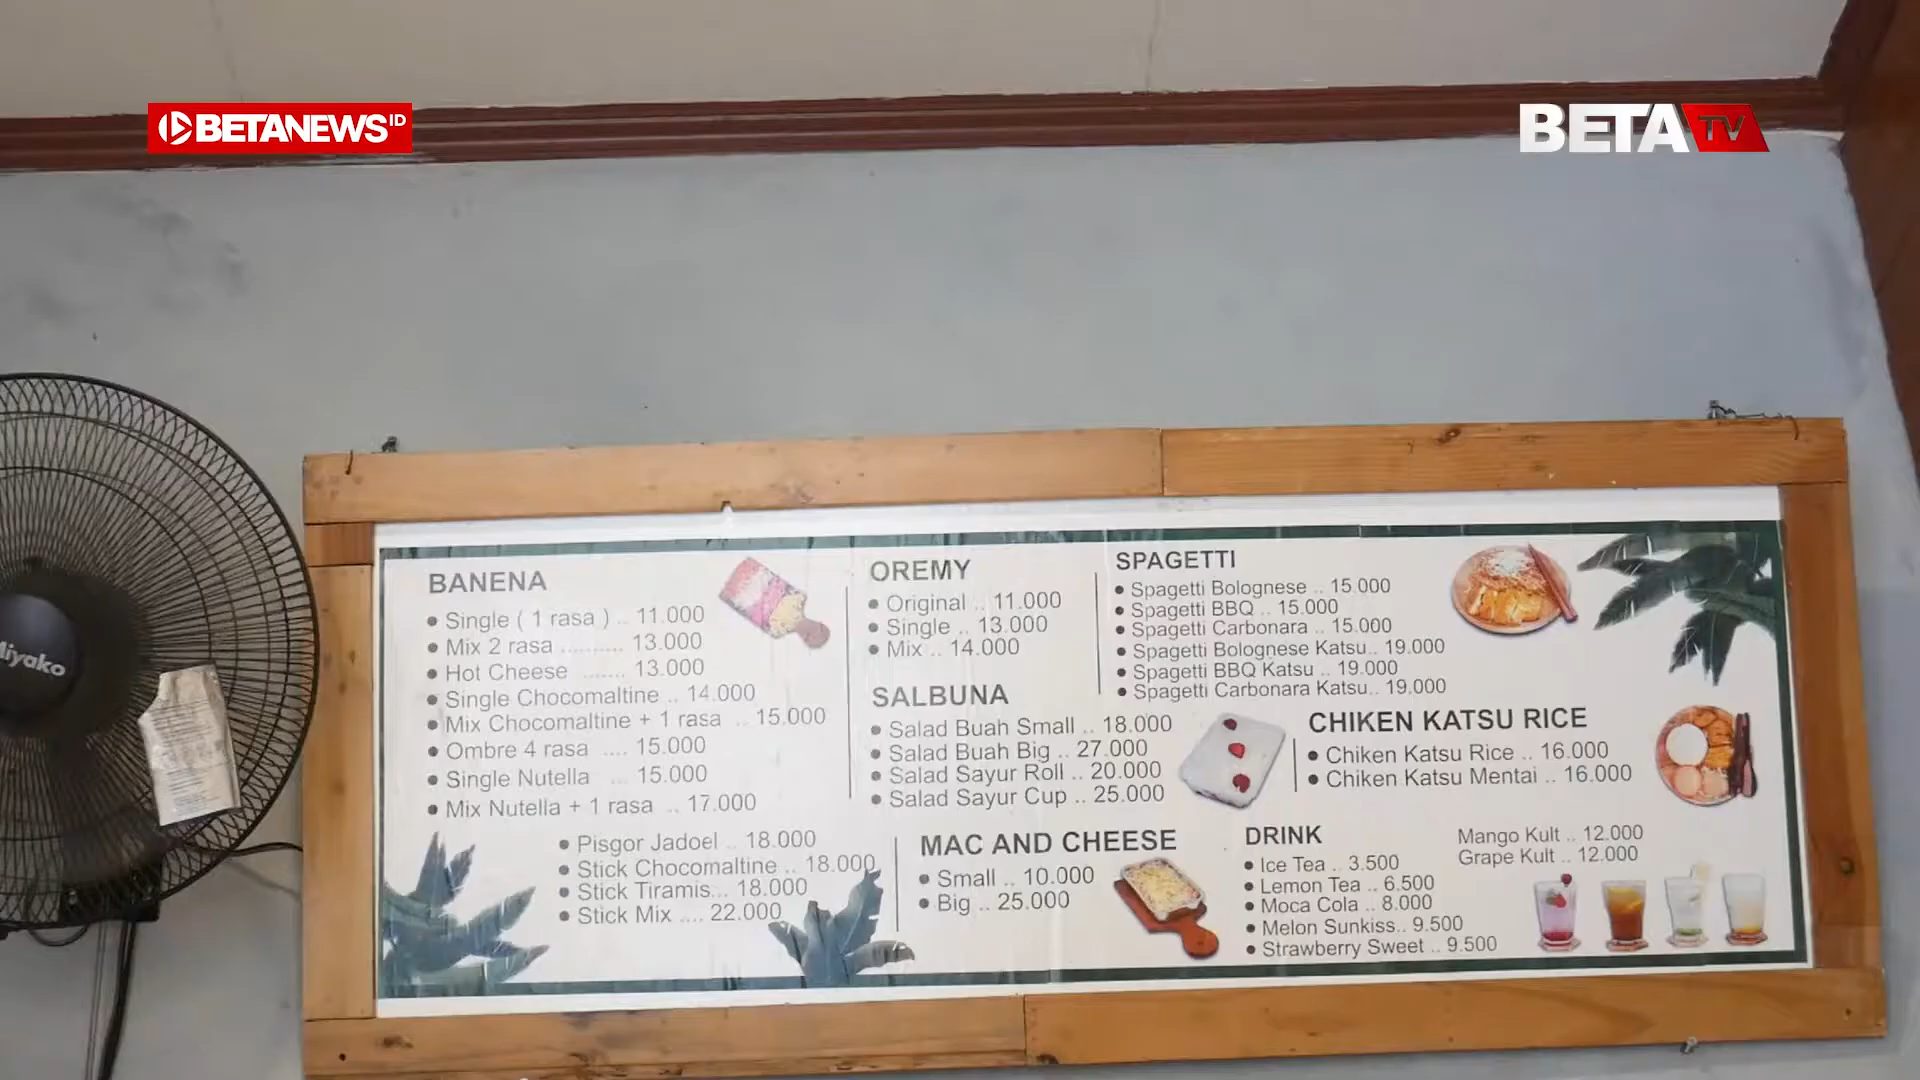 BETANEWS ID
BETA TV
Miyako
BANENA
Single ( 1 rasa ) .. 11.000
Mix 2 rasa .......... 13.000
Hot Cheese ....... 13.000
Single Chocomaltine .. 14.000
Mix Chocomaltine + 1 rasa .. 15.000
Ombre 4 rasa .... 15.000
Single Nutella ... 15.000
Mix Nutella + 1 rasa .. 17.000
Pisgor Jadoel .. 18.000
Stick Chocomaltine .. 18.000
Stick Tiramis... 18.000
Stick Mix .... 22.000
OREMY
Original .. 11.000
Single .. 13.000
Mix .. 14.000
SALBUNA
Salad Buah Small .. 18.000
Salad Buah Big .. 27.000
Salad Sayur Roll .. 20.000
Salad Sayur Cup .. 25.000
MAC AND CHEESE
Small .. 10.000
Big .. 25.000
SPAGETTI
Spagetti Bolognese .. 15.000
Spagetti BBQ .. 15.000
Spagetti Carbonara .. 15.000
Spagetti Bolognese Katsu.. 19.000
Spagetti BBQ Katsu .. 19.000
Spagetti Carbonara Katsu.. 19.000
CHIKEN KATSU RICE
Chiken Katsu Rice .. 16.000
Chiken Katsu Mentai .. 16.000
DRINK
Ice Tea .. 3.500
Lemon Tea .. 6.500
Moca Cola .. 8.000
Melon Sunkiss.. 9.500
Strawberry Sweet .. 9.500
Mango Kult .. 12.000
Grape Kult .. 12.000